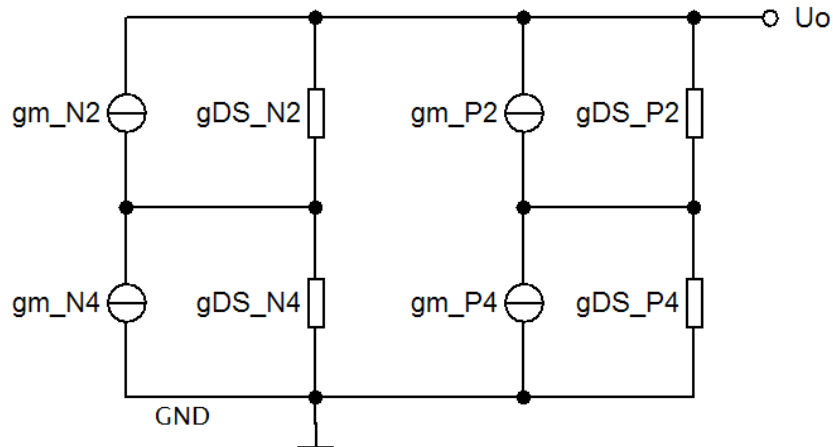 Uo
gm_N2
gDS_N2
gm_P2
gDS_P2
gm_N4
gDS_N4
gm_P4
gDS_P4
GND